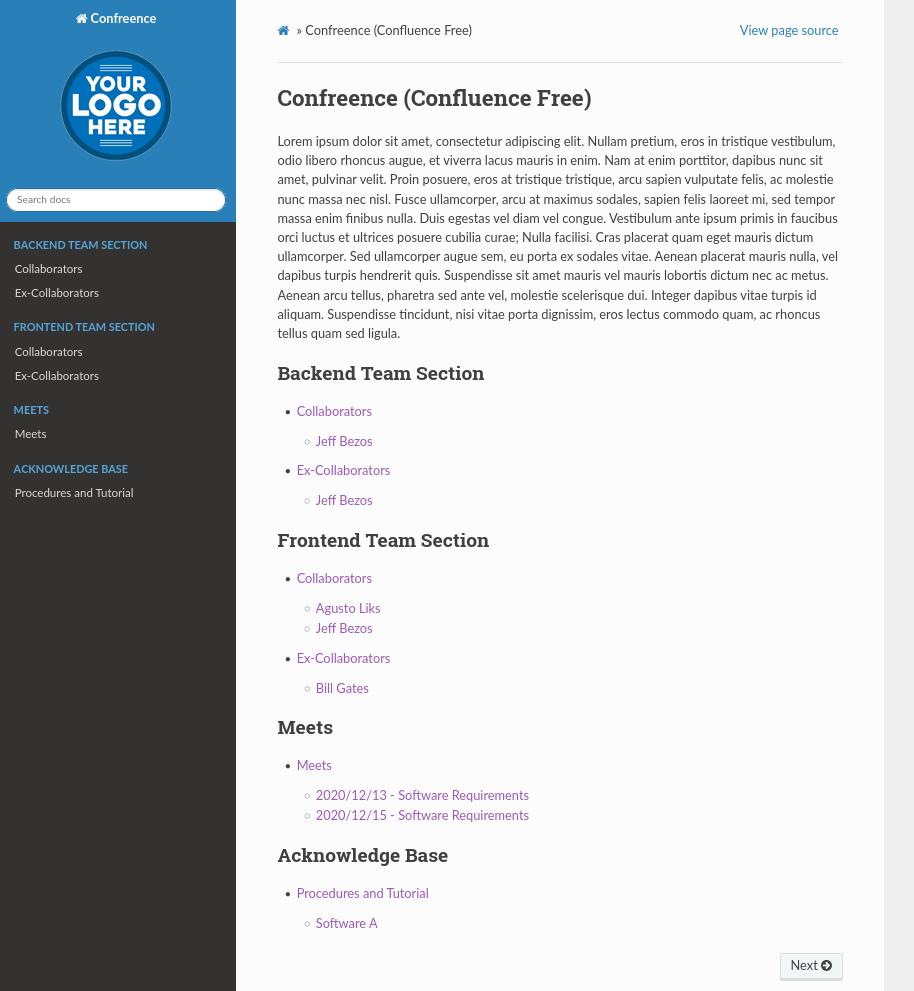 Confreence
YOUR
LOGO
HERE
Search docs
BACKEND TEAM SECTION
Collaborators
Ex-Collaborators
FRONTEND TEAM SECTION
Collaborators
Ex-Collaborators
MEETS
Meets
ACKNOWLEDGE BASE
Procedures and Tutorial
» Confreence (Confluence Free)
View page source
Confreence (Confluence Free)
Lorem ipsum dolor sit amet, consectetur adipiscing elit. Nullam pretium, eros in tristique vestibulum,
odio libero rhoncus augue, et viverra lacus mauris in enim. Nam at enim porttitor, dapibus nunc sit
amet, pulvinar velit. Proin posuere, eros at tristique tristique, arcu sapien vulputate felis, ac molestie
nunc massa nec nisl. Fusce ullamcorper, arcu at maximus sodales, sapien felis laoreet mi, sed tempor
massa enim finibus nulla. Duis egestas vel diam vel congue. Vestibulum ante ipsum primis in faucibus
orci luctus et ultrices posuere cubilia curae; Nulla facilisi. Cras placerat quam eget mauris dictum
ullamcorper. Sed ullamcorper augue sem, eu porta ex sodales vitae. Aenean placerat mauris nulla, vel
dapibus turpis hendrerit quis. Suspendisse sit amet mauris vel mauris lobortis dictum nec ac metus.
Aenean arcu tellus, pharetra sed ante vel, molestie scelerisque dui. Integer dapibus vitae turpis id
aliquam. Suspendisse tincidunt, nisi vitae porta dignissim, eros lectus commodo quam, ac rhoncus
tellus quam sed ligula.
Backend Team Section
• Collaborators
○ Jeff Bezos
• Ex-Collaborators
○ Jeff Bezos
Frontend Team Section
• Collaborators
○ Agusto Liks
○ Jeff Bezos
• Ex-Collaborators
○ Bill Gates
Meets
• Meets
○ 2020/12/13 - Software Requirements
○ 2020/12/15 - Software Requirements
Acknowledge Base
• Procedures and Tutorial
○ Software A
Next